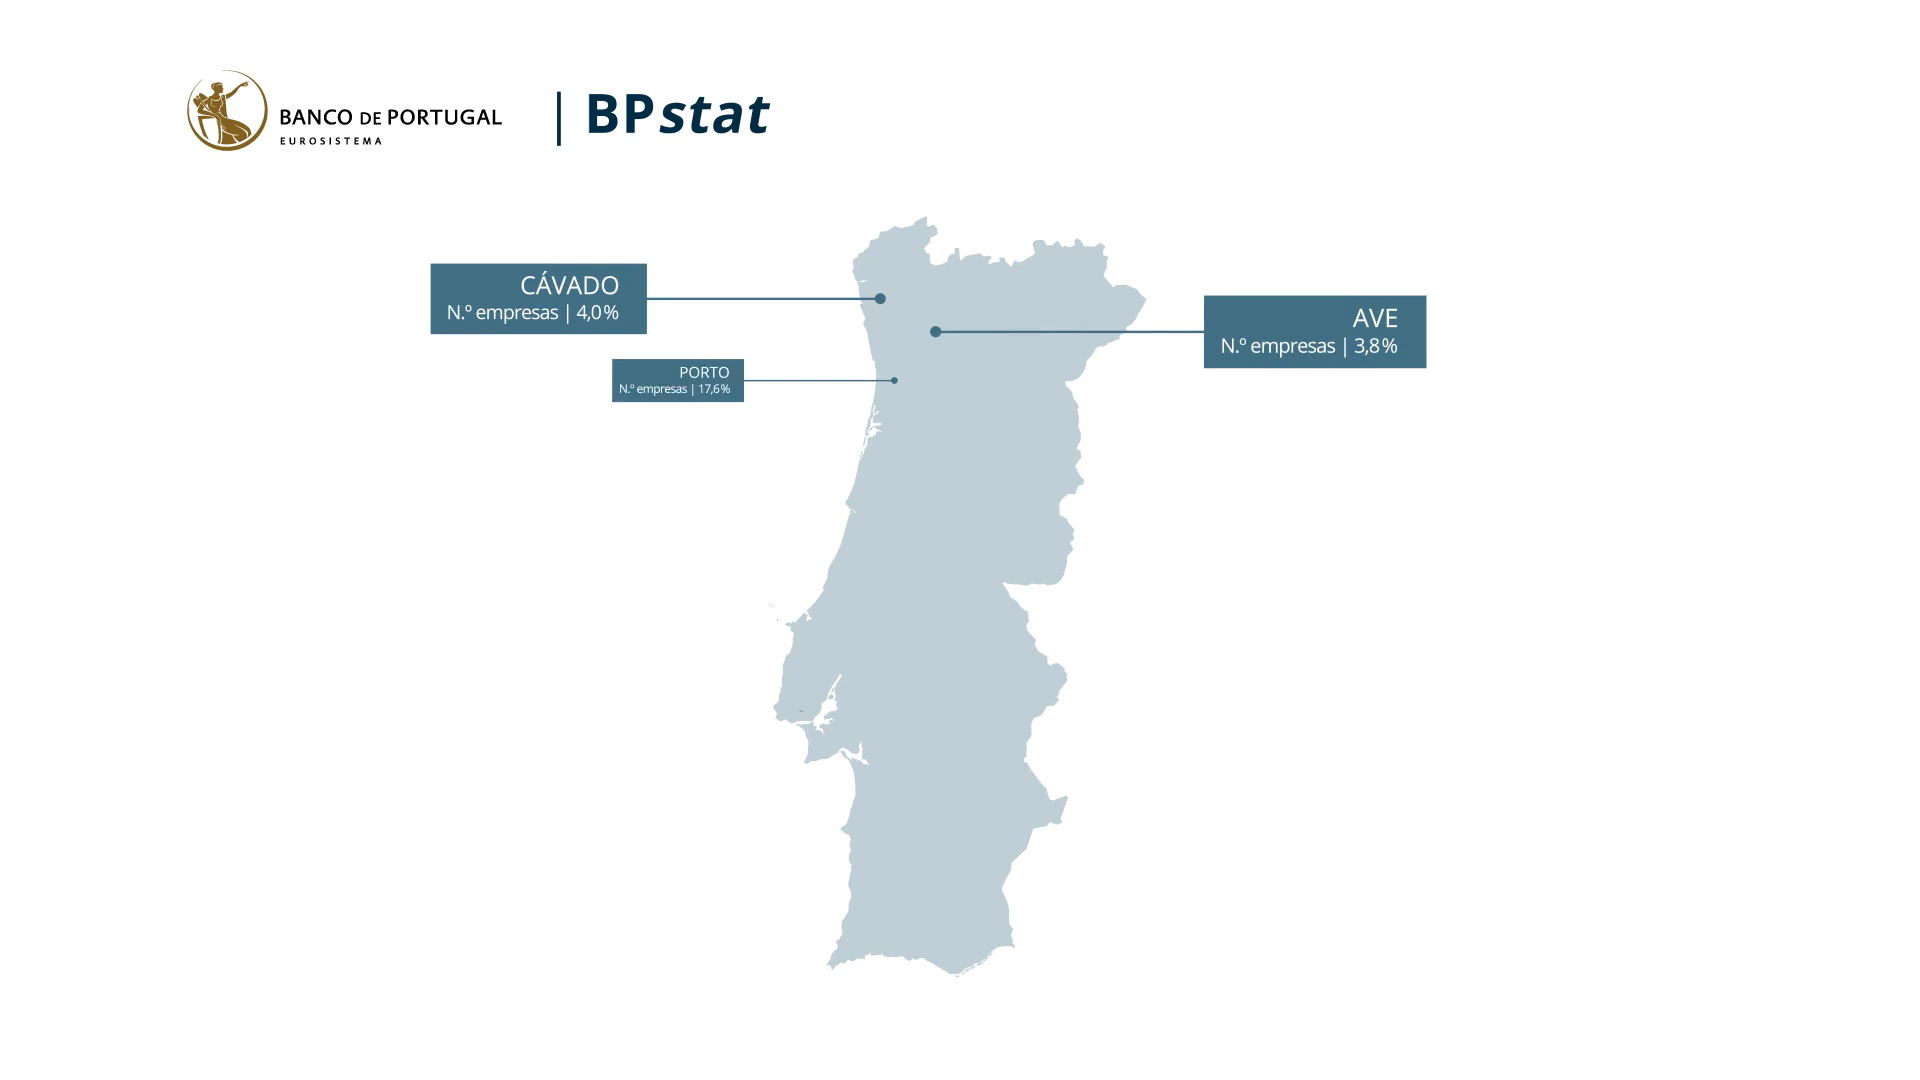 BANCO DE PORTUGAL
EUROSISTEMA
BPstat
CÁVADO
N.º empresas | 4,0%
AVE
N.º empresas | 3,8%
PORTO
N.º empresas | 17,6%